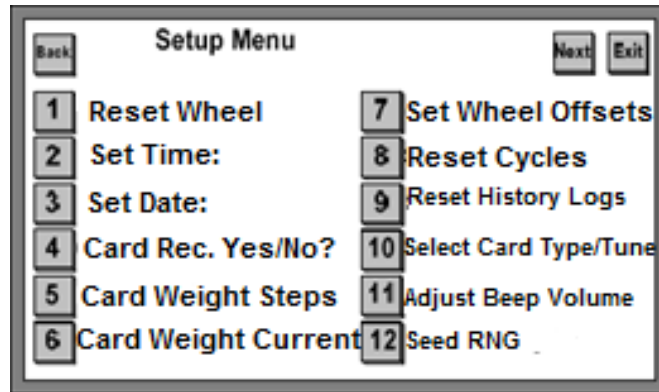 Back Setup Menu Next Exit
1 Reset Wheel
2 Set Time:
3 Set Date:
4 Card Rec. Yes/No?
5 Card Weight Steps
6 Card Weight Current
7 Set Wheel Offsets
8 Reset Cycles
9 Reset History Logs
10 Select Card Type/Tune
11 Adjust Beep Volume
12 Seed RNG